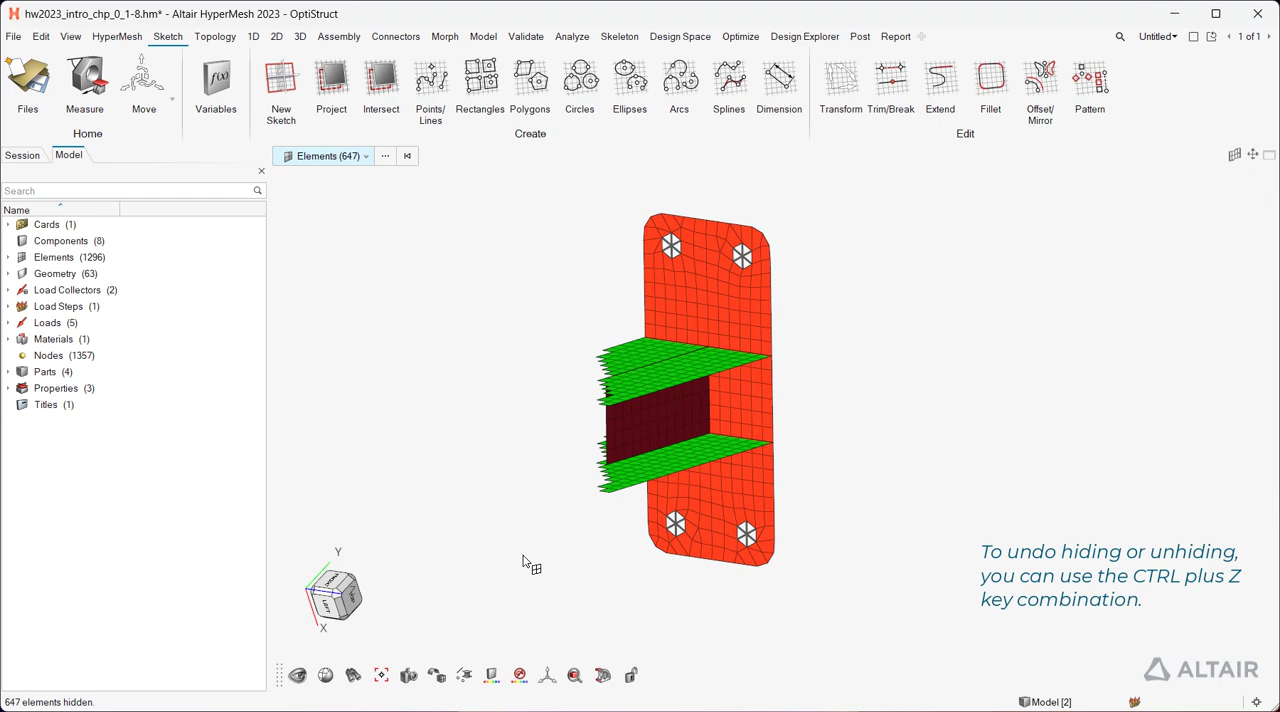 hw2023_intro_chp_0_1-8.hm* - Altair HyperMesh 2023 - OptiStruct
File Edit View HyperMesh Sketch Topology 1D 2D 3D Assembly Connectors Morph Model Validate Analyze Skeleton Design Space Optimize Design Explorer Post Report Untitled 1 of 1
Files Measure Move Variables New Sketch Project Intersect Points/Lines Rectangles Polygons Circles Ellipses Arcs Splines Dimension Transform Trim/Break Extend Fillet Offset/Mirror Pattern
Home Create Edit
Session Model
Elements (647)
Search
Name
Cards (1)
Components (8)
Elements (1296)
Geometry (63)
Load Collectors (2)
Load Steps (1)
Loads (5)
Materials (1)
Nodes (1357)
Parts (4)
Properties (3)
Titles (1)
To undo hiding or unhiding,
you can use the CTRL plus Z
key combination.
Y
LEFT
X
ALTAIR
647 elements hidden.
Model [2]